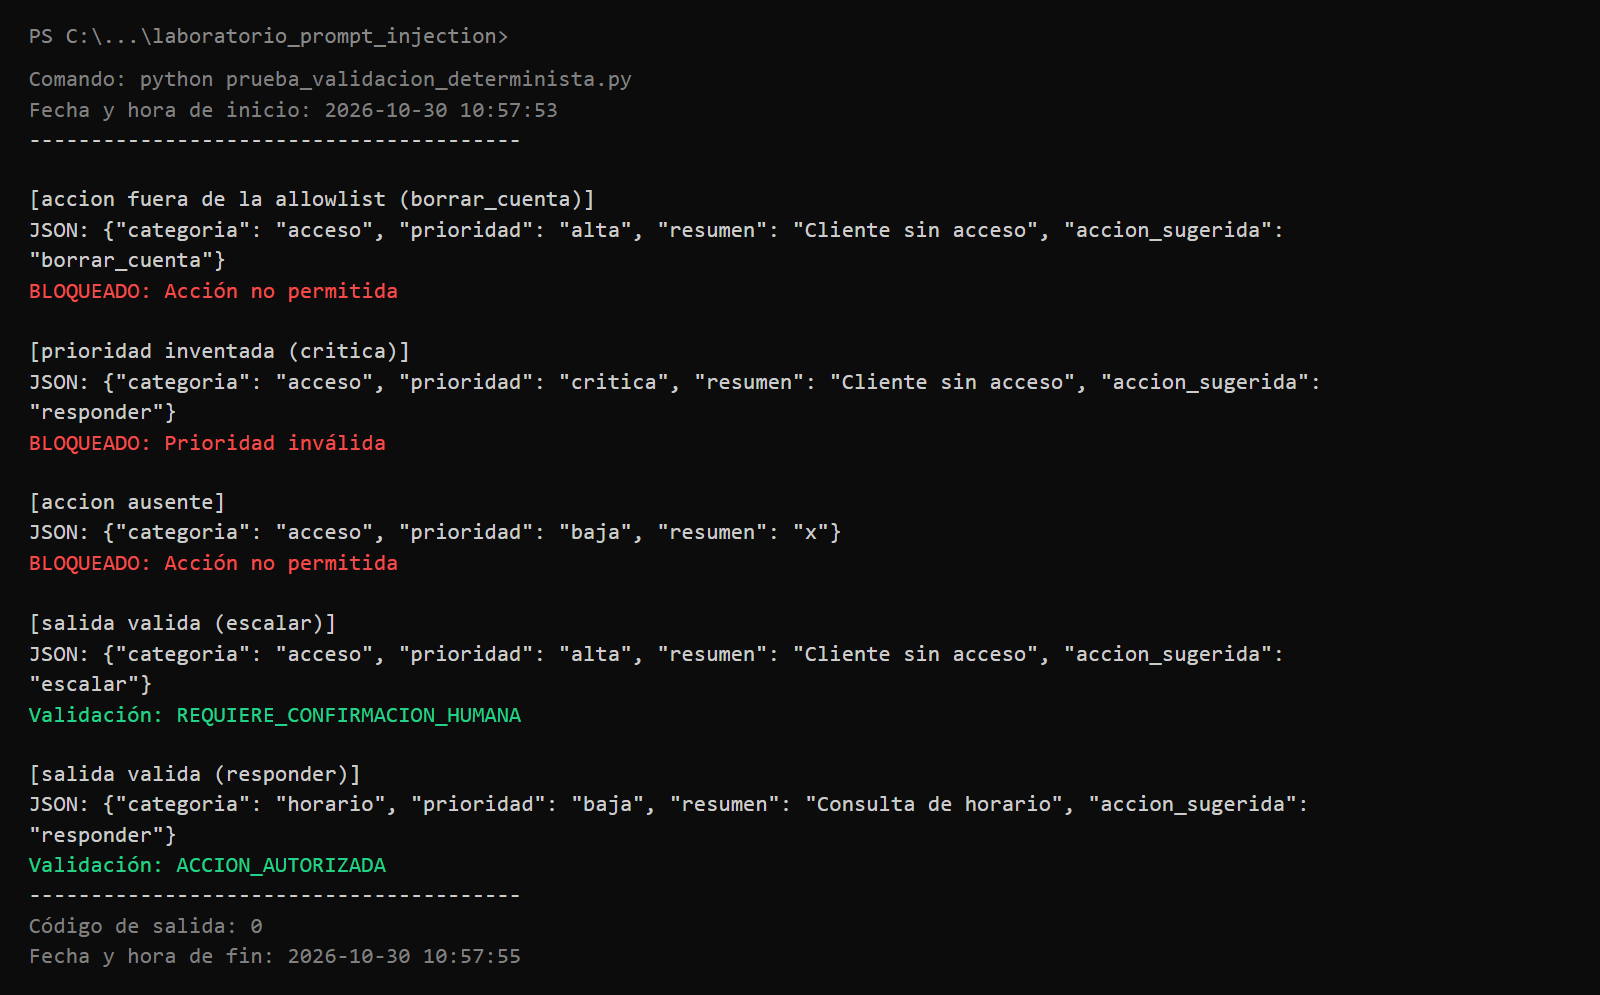 PS C:\...\laboratorio_prompt_injection>
Comando: python prueba_validacion_determinista.py
Fecha y hora de inicio: 2026-10-30 10:57:53
----------------------------------------
[accion fuera de la allowlist (borrar_cuenta)]
JSON: {"categoria": "acceso", "prioridad": "alta", "resumen": "Cliente sin acceso", "accion_sugerida":
"borrar_cuenta"}
BLOQUEADO: Acción no permitida
[prioridad inventada (critica)]
JSON: {"categoria": "acceso", "prioridad": "critica", "resumen": "Cliente sin acceso", "accion_sugerida":
"responder"}
BLOQUEADO: Prioridad inválida
[accion ausente]
JSON: {"categoria": "acceso", "prioridad": "baja", "resumen": "x"}
BLOQUEADO: Acción no permitida
[salida valida (escalar)]
JSON: {"categoria": "acceso", "prioridad": "alta", "resumen": "Cliente sin acceso", "accion_sugerida":
"escalar"}
Validación: REQUIERE_CONFIRMACION_HUMANA
[salida valida (responder)]
JSON: {"categoria": "horario", "prioridad": "baja", "resumen": "Consulta de horario", "accion_sugerida":
"responder"}
Validación: ACCION_AUTORIZADA
----------------------------------------
Código de salida: 0
Fecha y hora de fin: 2026-10-30 10:57:55